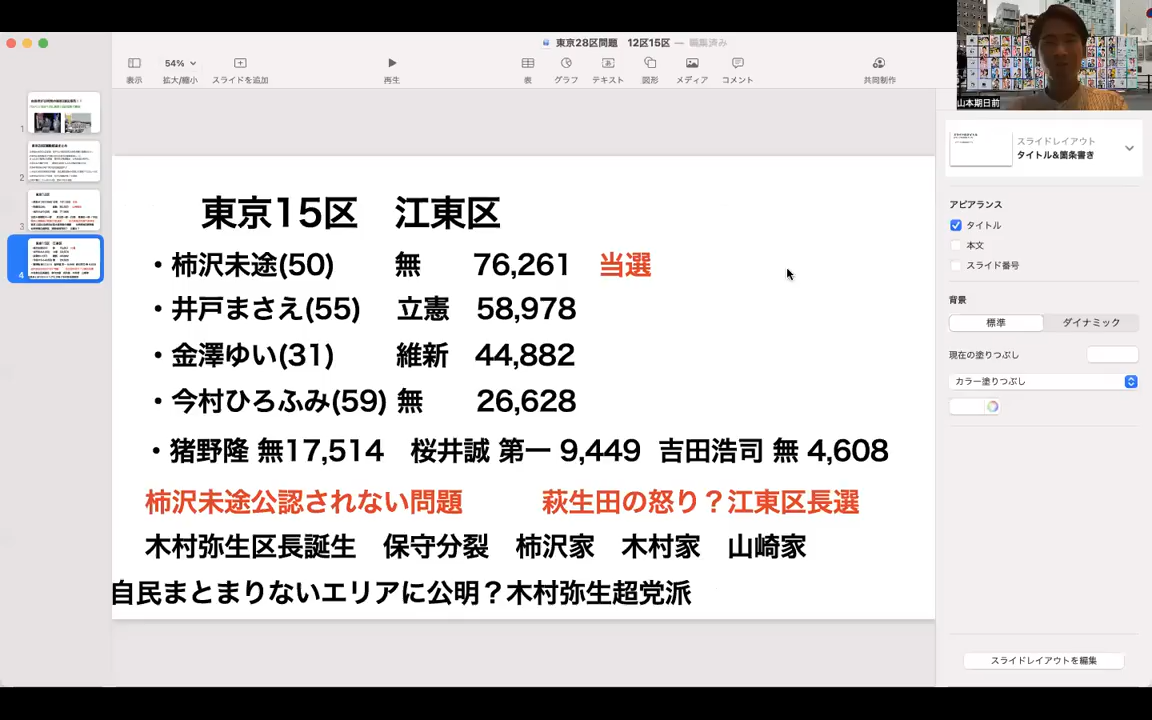 東京28区問題　12区15区 — 編集済み
表示
54%
拡大/縮小
スライドを追加
再生
表
グラフ
テキスト
図形
メディア
コメント
共同制作
山本期日前
1
2
3
4
東京15区　江東区
・柿沢未途(50)　無　76,261　当選
・井戸まさえ(55)　立憲　58,978
・金澤ゆい(31)　維新　44,882
・今村ひろふみ(59) 無　26,628
・猪野隆 無17,514　桜井誠 第一 9,449　吉田浩司 無 4,608
柿沢未途公認されない問題　萩生田の怒り？江東区長選
木村弥生区長誕生　保守分裂　柿沢家　木村家　山崎家
自民まとまりないエリアに公明？木村弥生超党派
スライドレイアウト
タイトル&箇条書き
アピアランス
タイトル
本文
スライド番号
背景
標準
ダイナミック
現在の塗りつぶし
カラー塗りつぶし
スライドレイアウトを編集